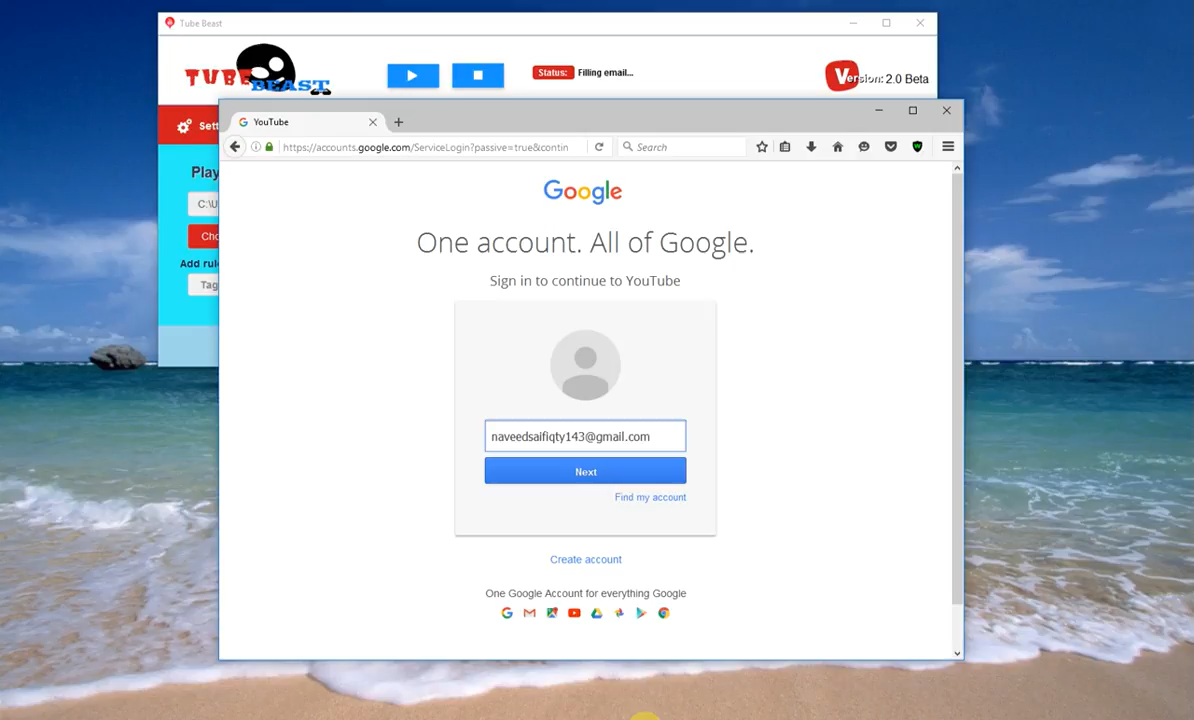 Tube Beast
TUBE BEAST
Status: Filling email...
Version: 2.0 Beta
Sett
YouTube
https://accounts.google.com/ServiceLogin?passive=true&contin
Search
Play
C:\U
Cho
Add rul
Tag
Google
One account. All of Google.
Sign in to continue to YouTube
naveedsaifiqty143@gmail.com
Next
Find my account
Create account
One Google Account for everything Google